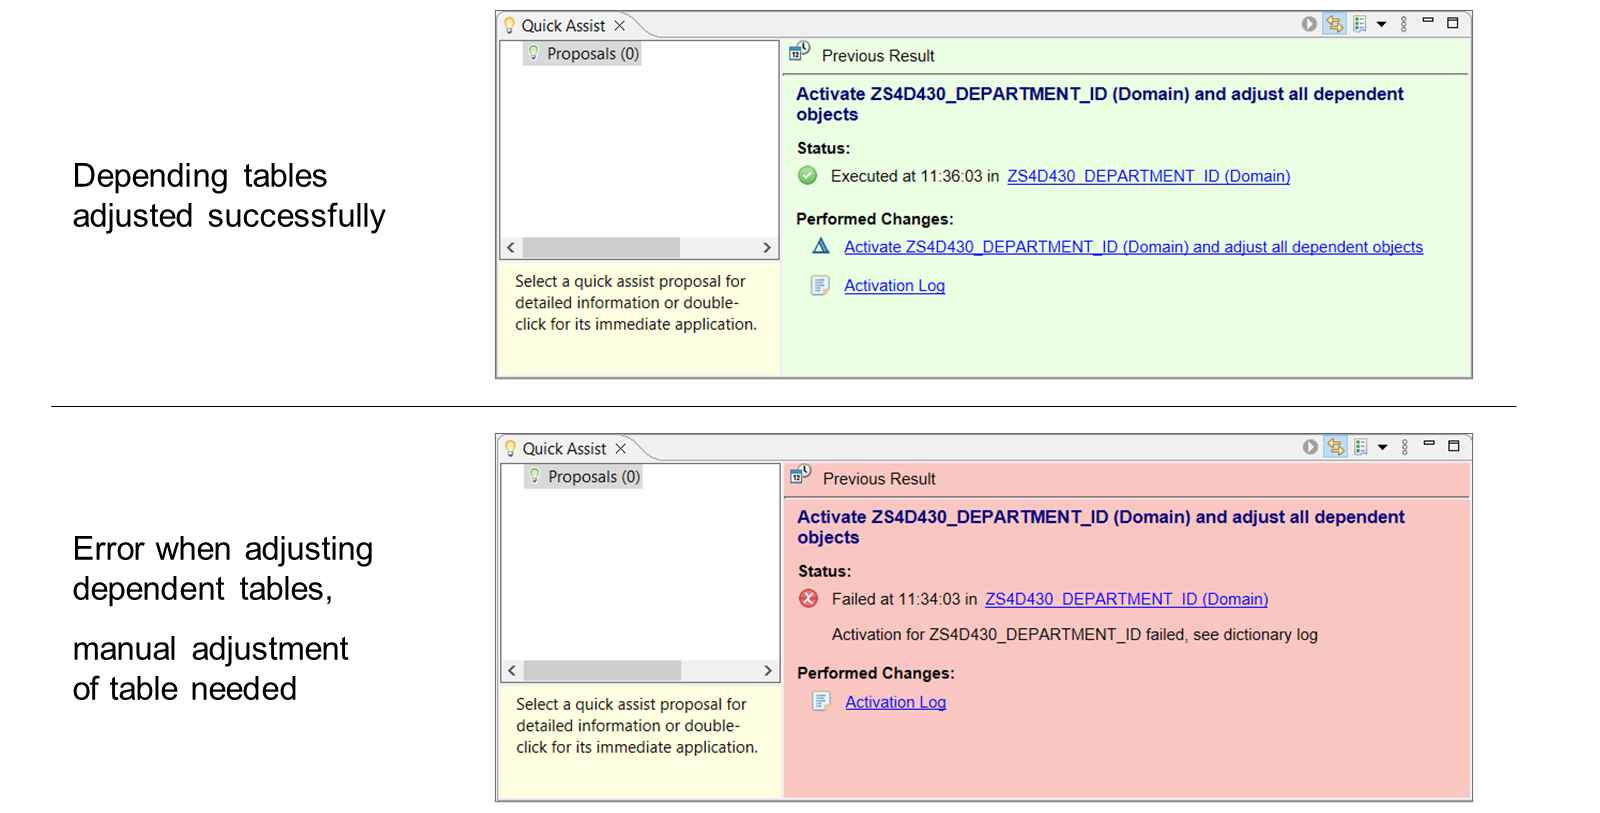 Quick Assist
Proposals (0)
Previous Result
Activate ZS4D430_DEPARTMENT_ID (Domain) and adjust all dependent
objects
Status:
Executed at 11:36:03 in ZS4D430_DEPARTMENT_ID (Domain)
Performed Changes:
Activate ZS4D430_DEPARTMENT_ID (Domain) and adjust all dependent objects
Activation Log
Select a quick assist proposal for
detailed information or double-
click for its immediate application.
Depending tables
adjusted successfully
Quick Assist
Proposals (0)
Previous Result
Activate ZS4D430_DEPARTMENT_ID (Domain) and adjust all dependent
objects
Status:
Failed at 11:34:03 in ZS4D430_DEPARTMENT_ID (Domain)
Activation for ZS4D430_DEPARTMENT_ID failed, see dictionary log
Performed Changes:
Activation Log
Select a quick assist proposal for
detailed information or double-
click for its immediate application.
Error when adjusting
dependent tables,
manual adjustment
of table needed